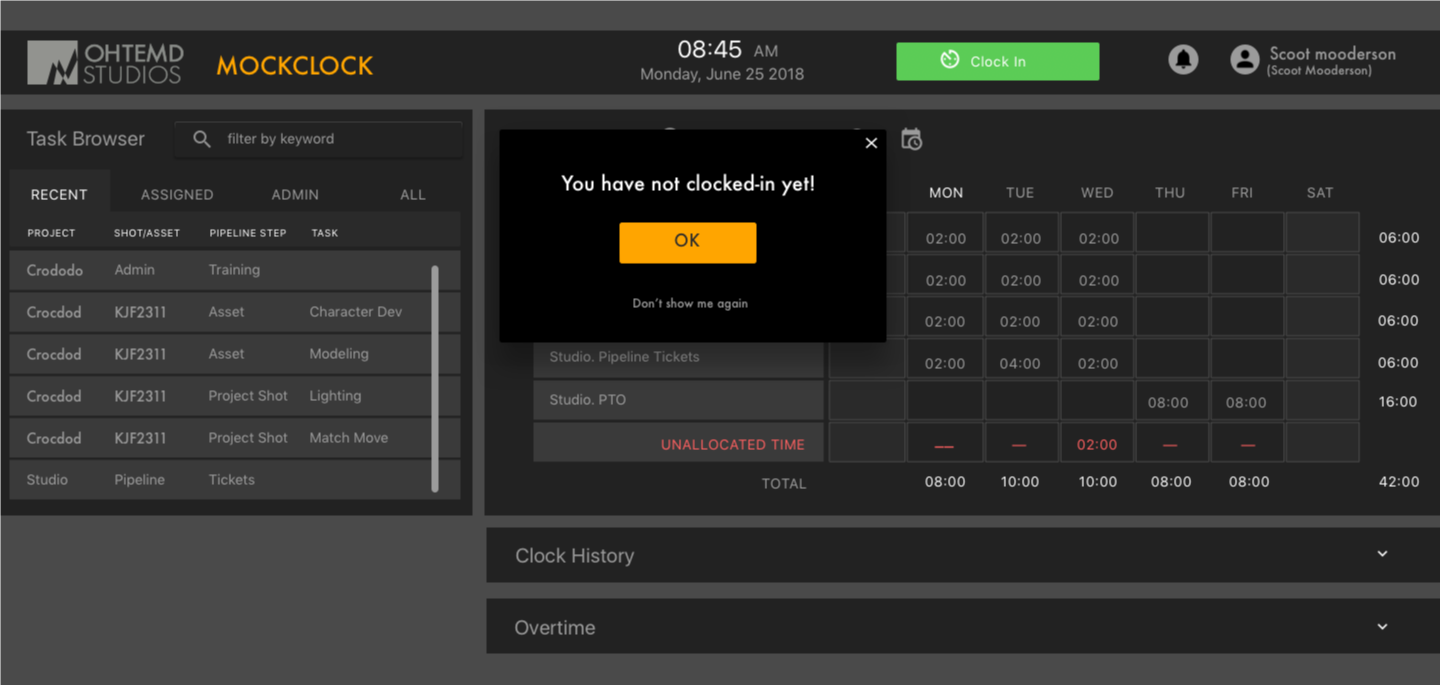 OHTEMD
STUDIOS
MOCKCLOCK
08:45 AM
Monday, June 25 2018
Clock In
Scoot mooderson
(Scoot Mooderson)
Task Browser
filter by keyword
RECENT ASSIGNED ADMIN ALL
PROJECT SHOT/ASSET PIPELINE STEP TASK
Crododo Admin Training
Crocdod KJF2311 Asset Character Dev
Crocdod KJF2311 Asset Modeling
Crocdod KJF2311 Project Shot Lighting
Crocdod KJF2311 Project Shot Match Move
Studio Pipeline Tickets
You have not clocked-in yet!
OK
Don't show me again
MON TUE WED THU FRI SAT
02:00 02:00 02:00 06:00
02:00 02:00 02:00 06:00
02:00 02:00 02:00 06:00
Studio. Pipeline Tickets 02:00 04:00 02:00 06:00
Studio. PTO 08:00 08:00 16:00
UNALLOCATED TIME — — 02:00 — —
TOTAL 08:00 10:00 10:00 08:00 08:00 42:00
Clock History
Overtime